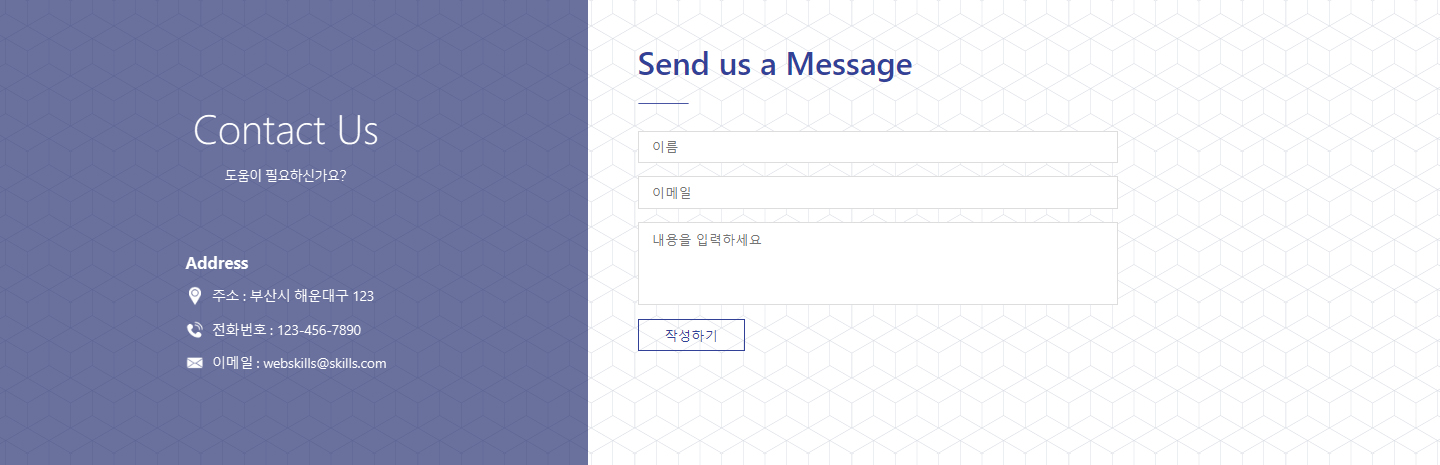 Contact Us
도움이 필요하신가요?
Address
주소 : 부산시 해운대구 123
전화번호 : 123-456-7890
이메일 : webskills@skills.com
Send us a Message
이름
이메일
내용을 입력하세요
작성하기